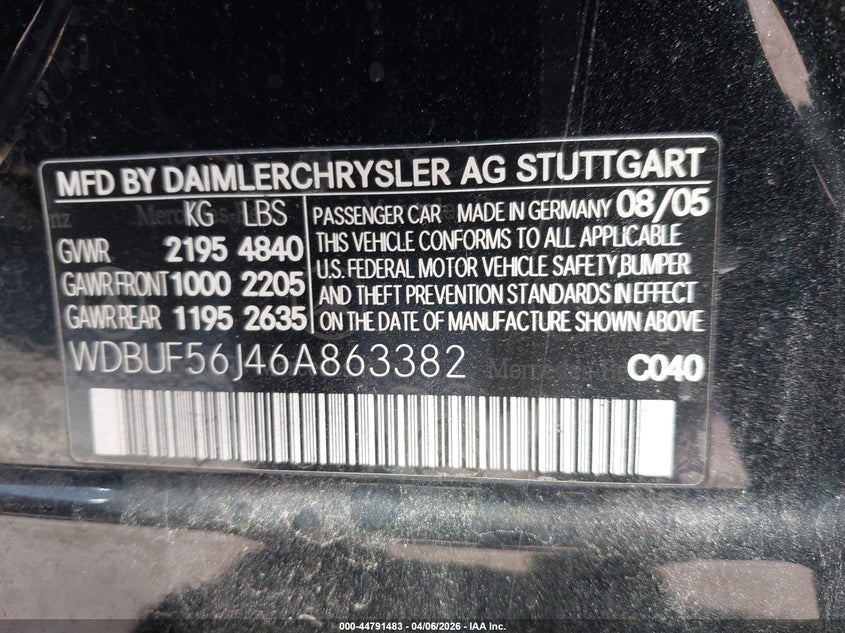 MFD BY DAIMLERCHRYSLER AG STUTTGART
KG LBS
GVWR 2195 4840
GAWR FRONT 1000 2205
GAWR REAR 1195 2635
PASSENGER CAR MADE IN GERMANY 08/05
THIS VEHICLE CONFORMS TO ALL APPLICABLE
U.S. FEDERAL MOTOR VEHICLE SAFETY, BUMPER
AND THEFT PREVENTION STANDARDS IN EFFECT
ON THE DATE OF MANUFACTURE SHOWN ABOVE
WDBUF56J46A863382 C040
000-44791483 - 04/06/2026 - IAA Inc.